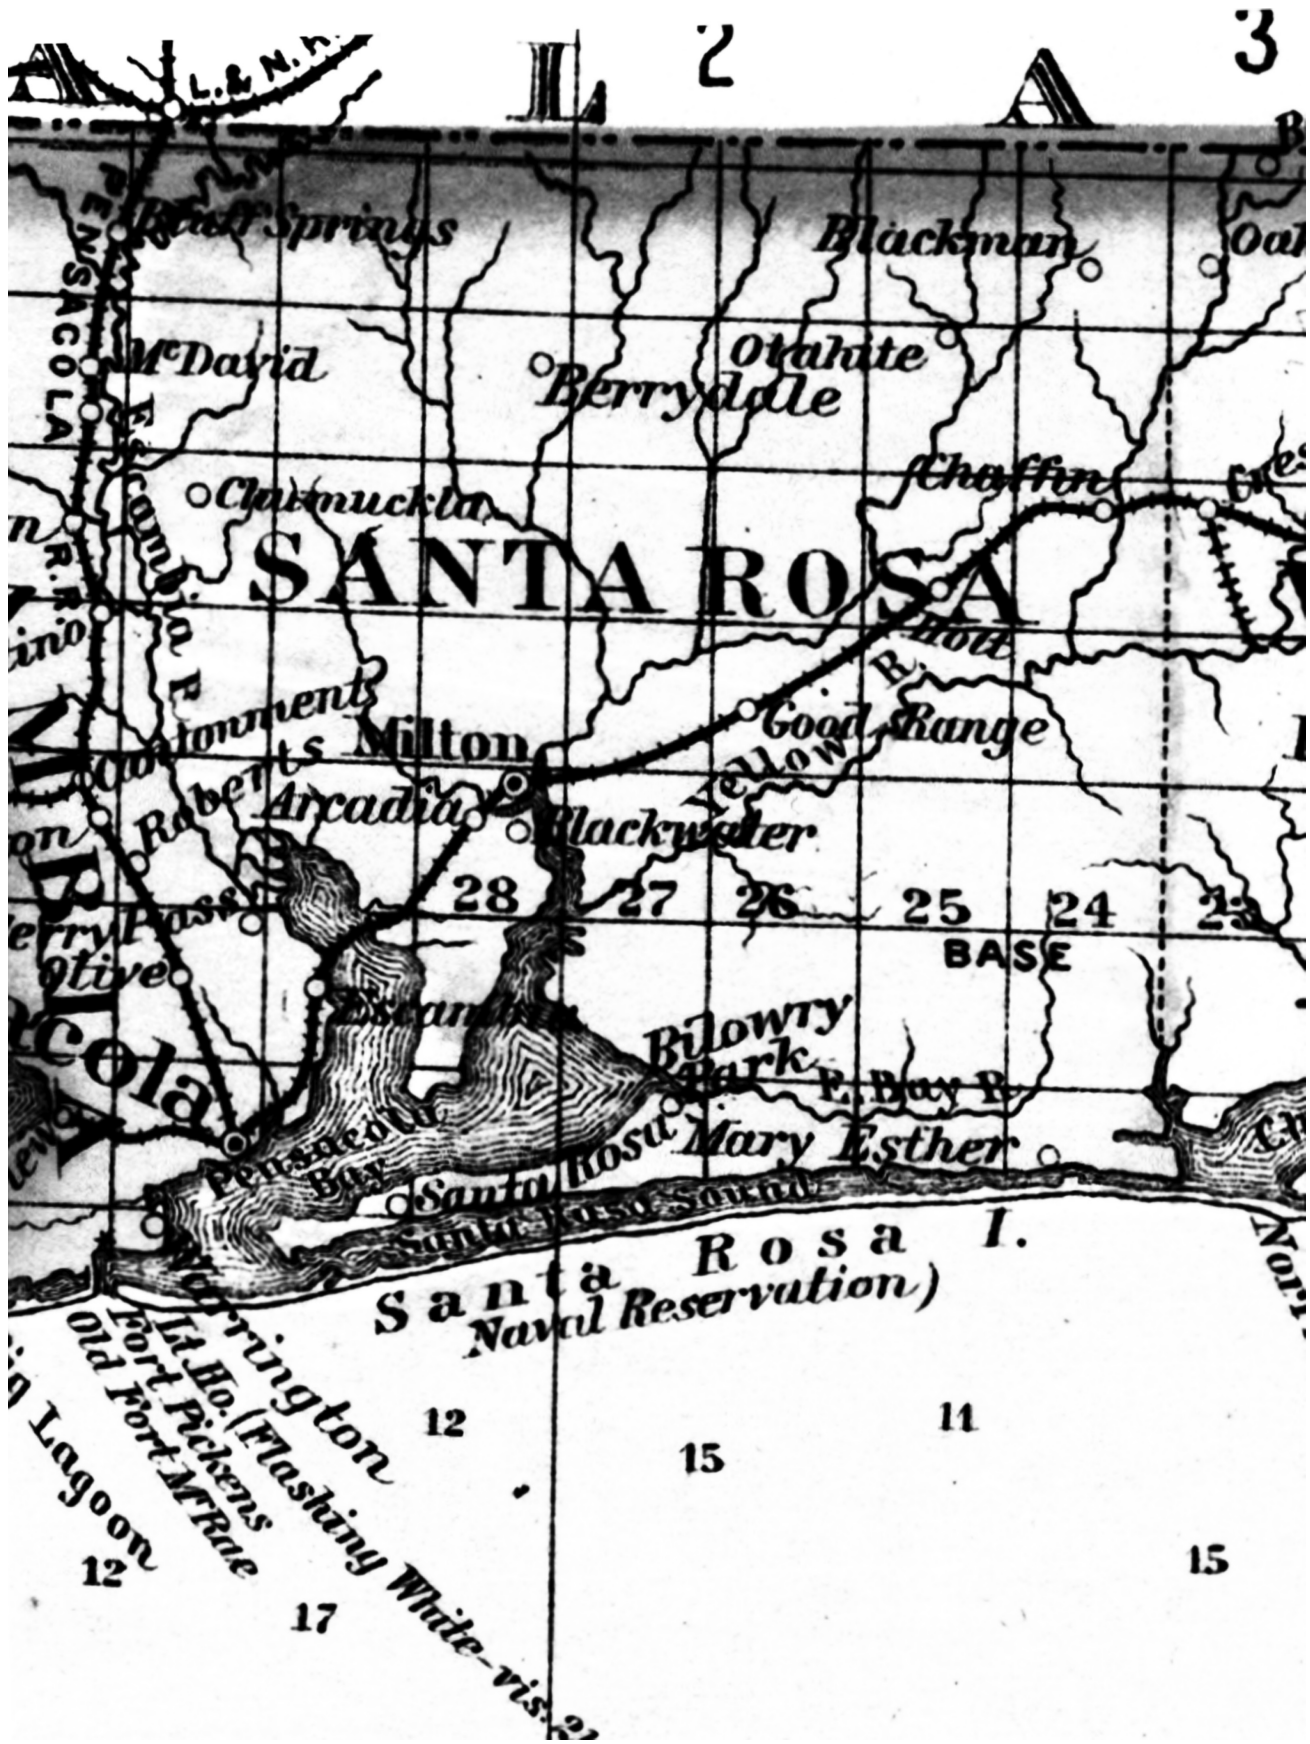 L. & N. R.
A L A
2 3
PENSACOLA
R. R.
Bluff Springs
Blackman
McDavid
Otahite
Berrydale
Chaffin
Chumuckla
Escambia R
SANTA ROSA
Holt
Cantonment
Milton
Good Range
Yellow R.
Roberts
Arcadia
Blackwater
28 27 26 25 24 23
BASE
Olive
Escambia
Bilowry
Park
E. Bay R.
Mary Esther
Pensacola
Bay
Santa Rosa
Santa Rosa Sound
Santa Rosa I.
Naval Reservation)
Warrington
Lt. Ho. (Flashing White-vis. 21
Fort Pickens
Old Fort McRae
Lagoon
12 11
15
12 15
17